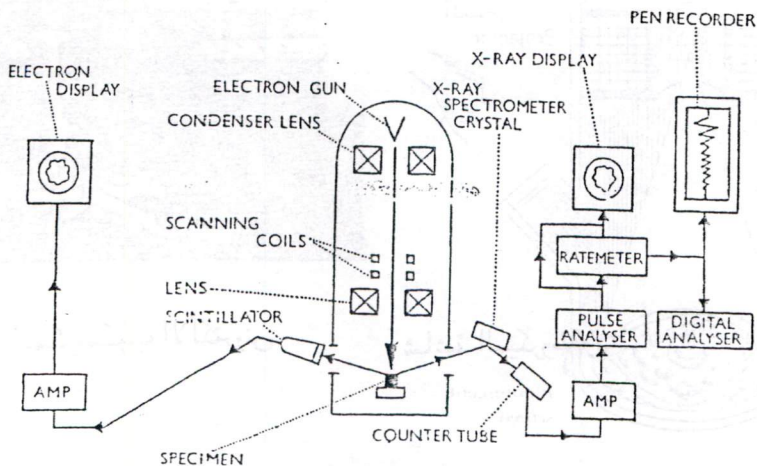 PEN RECORDER
X-RAY DISPLAY
ELECTRON
DISPLAY
ELECTRON GUN
CONDENSER LENS
X-RAY
SPECTROMETER
CRYSTAL
SCANNING
COILS
LENS
SCINTILLATOR
RATEMETER
PULSE
ANALYSER
DIGITAL
ANALYSER
AMP
AMP
COUNTER TUBE
SPECIMEN